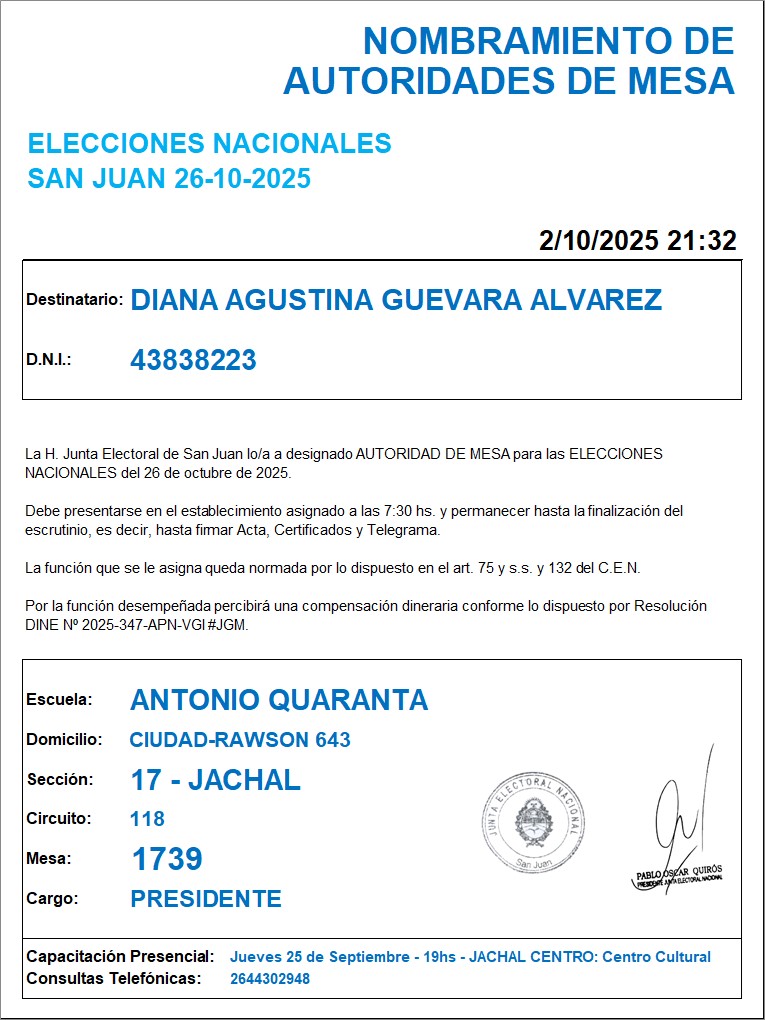 NOMBRAMIENTO DE
AUTORIDADES DE MESA
ELECCIONES NACIONALES
SAN JUAN 26-10-2025
2/10/2025 21:32
Destinatario: DIANA AGUSTINA GUEVARA ALVAREZ
D.N.I.: 43838223
La H. Junta Electoral de San Juan lo/a a designado AUTORIDAD DE MESA para las ELECCIONES
NACIONALES del 26 de octubre de 2025.
Debe presentarse en el establecimiento asignado a las 7:30 hs. y permanecer hasta la finalización del
escrutinio, es decir, hasta firmar Acta, Certificados y Telegrama.
La función que se le asigna queda normada por lo dispuesto en el art. 75 y s.s. y 132 del C.E.N.
Por la función desempeñada percibirá una compensación dineraria conforme lo dispuesto por Resolución
DINE Nº 2025-347-APN-VGI#JGM.
Escuela: ANTONIO QUARANTA
Domicilio: CIUDAD-RAWSON 643
Sección: 17 - JACHAL
Circuito: 118
Mesa: 1739
Cargo: PRESIDENTE
JUNTA ELECTORAL NACIONAL
San Juan
PABLO OSCAR QUIRÓS
PRESIDENTE JUNTA ELECTORAL NACIONAL
Capacitación Presencial: Jueves 25 de Septiembre - 19hs - JACHAL CENTRO: Centro Cultural
Consultas Telefónicas: 2644302948